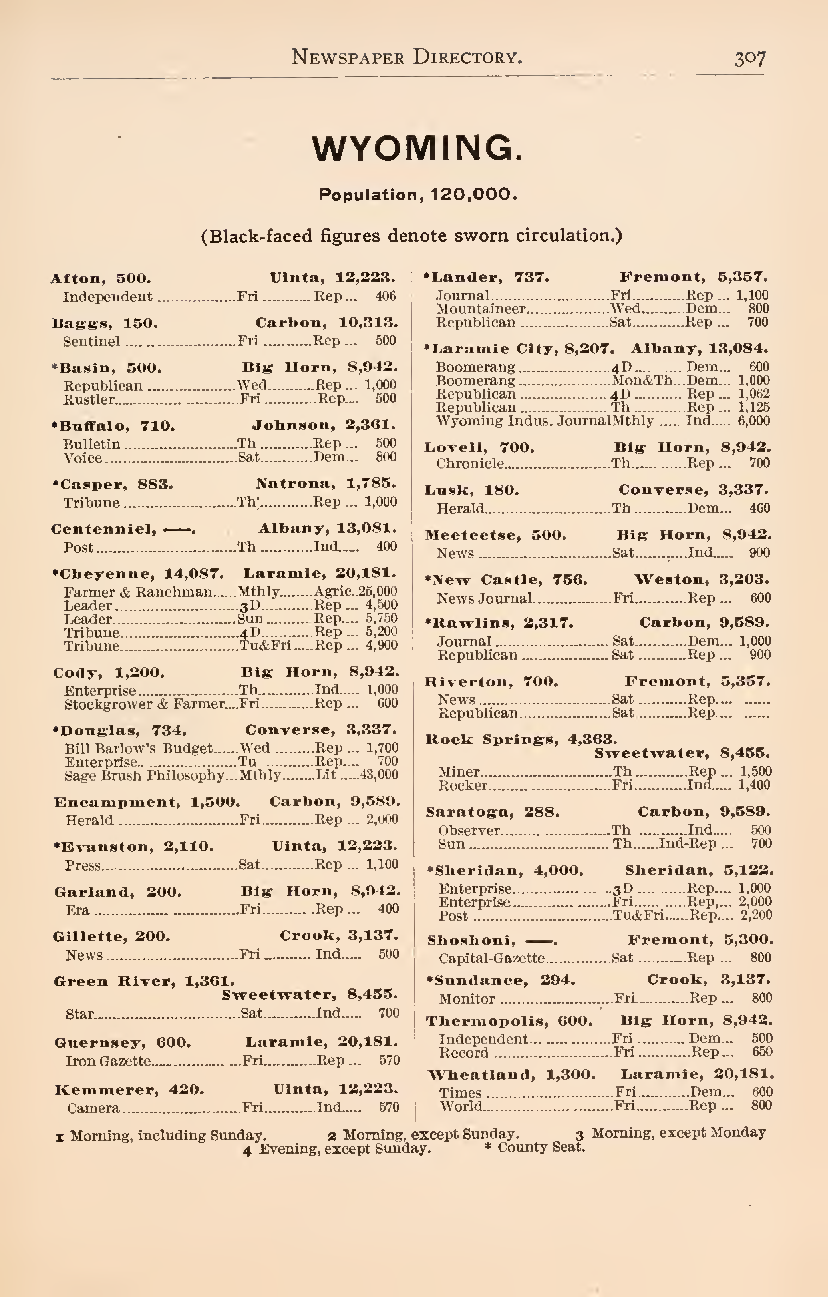 NEWSPAPER DIRECTORY. 307
WYOMING.
Population, 120,000.
(Black-faced figures denote sworn circulation.)
Afton, 500. Uinta, 12,223.
Independent Fri Rep 406
Baggs, 150. Carbon, 10,313.
Sentinel Fri Rep 500
*Basin, 500. Big Horn, 8,942.
Republican Wed Rep 1,000
Rustler Fri Rep 500
*Buffalo, 710. Johnson, 2,361.
Bulletin Th Rep 500
Voice Sat Dem 800
*Casper, 883. Natrona, 1,785.
Tribune Th Rep 1,000
Centenniel, —. Albany, 13,081.
Post Th Ind 400
*Cheyenne, 14,087. Laramie, 20,181.
Farmer & Ranchman Mthly Agric 25,000
Leader 3D Rep 4,500
Leader Sun Rep 5,750
Tribune 4D Rep 5,200
Tribune Tu&Fri Rep 4,900
Cody, 1,200. Big Horn, 8,942.
Enterprise Th Ind 1,000
Stockgrower & Farmer Fri Rep 600
*Douglas, 734. Converse, 3,337.
Bill Barlow's Budget Wed Rep 1,700
Enterprise Tu Rep 700
Sage Brush Philosophy Mthly Lit 43,000
Encampment, 1,500. Carbon, 9,589.
Herald Fri Rep 2,000
*Evanston, 2,110. Uinta, 12,223.
Press Sat Rep 1,100
Garland, 200. Big Horn, 8,942.
Era Fri Rep 400
Gillette, 200. Crook, 3,137.
News Fri Ind 500
Green River, 1,361.
Sweetwater, 8,455.
Star Sat Ind 700
Guernsey, 600. Laramie, 20,181.
Iron Gazette Fri Rep 570
Kemmerer, 420. Uinta, 12,223.
Camera Fri Ind 570
*Lander, 737. Fremont, 5,357.
Journal Fri Rep 1,100
Mountaineer Wed Dem 800
Republican Sat Rep 700
*Laramie City, 8,207. Albany, 13,084.
Boomerang 4D Dem 600
Boomerang Mon&Th Dem 1,000
Republican 4D Rep 1,062
Republican Th Rep 1,125
Wyoming Indus. Journal Mthly Ind 6,000
Lovell, 700. Big Horn, 8,942.
Chronicle Th Rep 700
Lusk, 180. Converse, 3,337.
Herald Th Dem 460
Meeteetse, 500. Big Horn, 8,942.
News Sat Ind 900
*New Castle, 756. Weston, 3,203.
News Journal Fri Rep 600
*Rawlins, 2,317. Carbon, 9,589.
Journal Sat Dem 1,000
Republican Sat Rep 900
Riverton, 700. Fremont, 5,357.
News Sat Rep
Republican Sat Rep
Rock Springs, 4,363.
Sweetwater, 8,455.
Miner Th Rep 1,500
Rocker Fri Ind 1,400
Saratoga, 288. Carbon, 9,589.
Observer Th Ind 500
Sun Th Ind-Rep 700
*Sheridan, 4,000. Sheridan, 5,122.
Enterprise 3D Rep 1,000
Enterprise Fri Rep 2,000
Post Tu&Fri Rep 2,200
Shoshoni, —. Fremont, 5,300.
Capital-Gazette Sat Rep 800
*Sundance, 294. Crook, 3,137.
Monitor Fri Rep 800
Thermopolis, 600. Big Horn, 8,942.
Independent Fri Dem 500
Record Fri Rep 650
Wheatland, 1,300. Laramie, 20,181.
Times Fri Dem 600
World Fri Rep 800
1 Morning, including Sunday. 2 Morning, except Sunday. 3 Morning, except Monday
4 Evening, except Sunday. * County Seat.